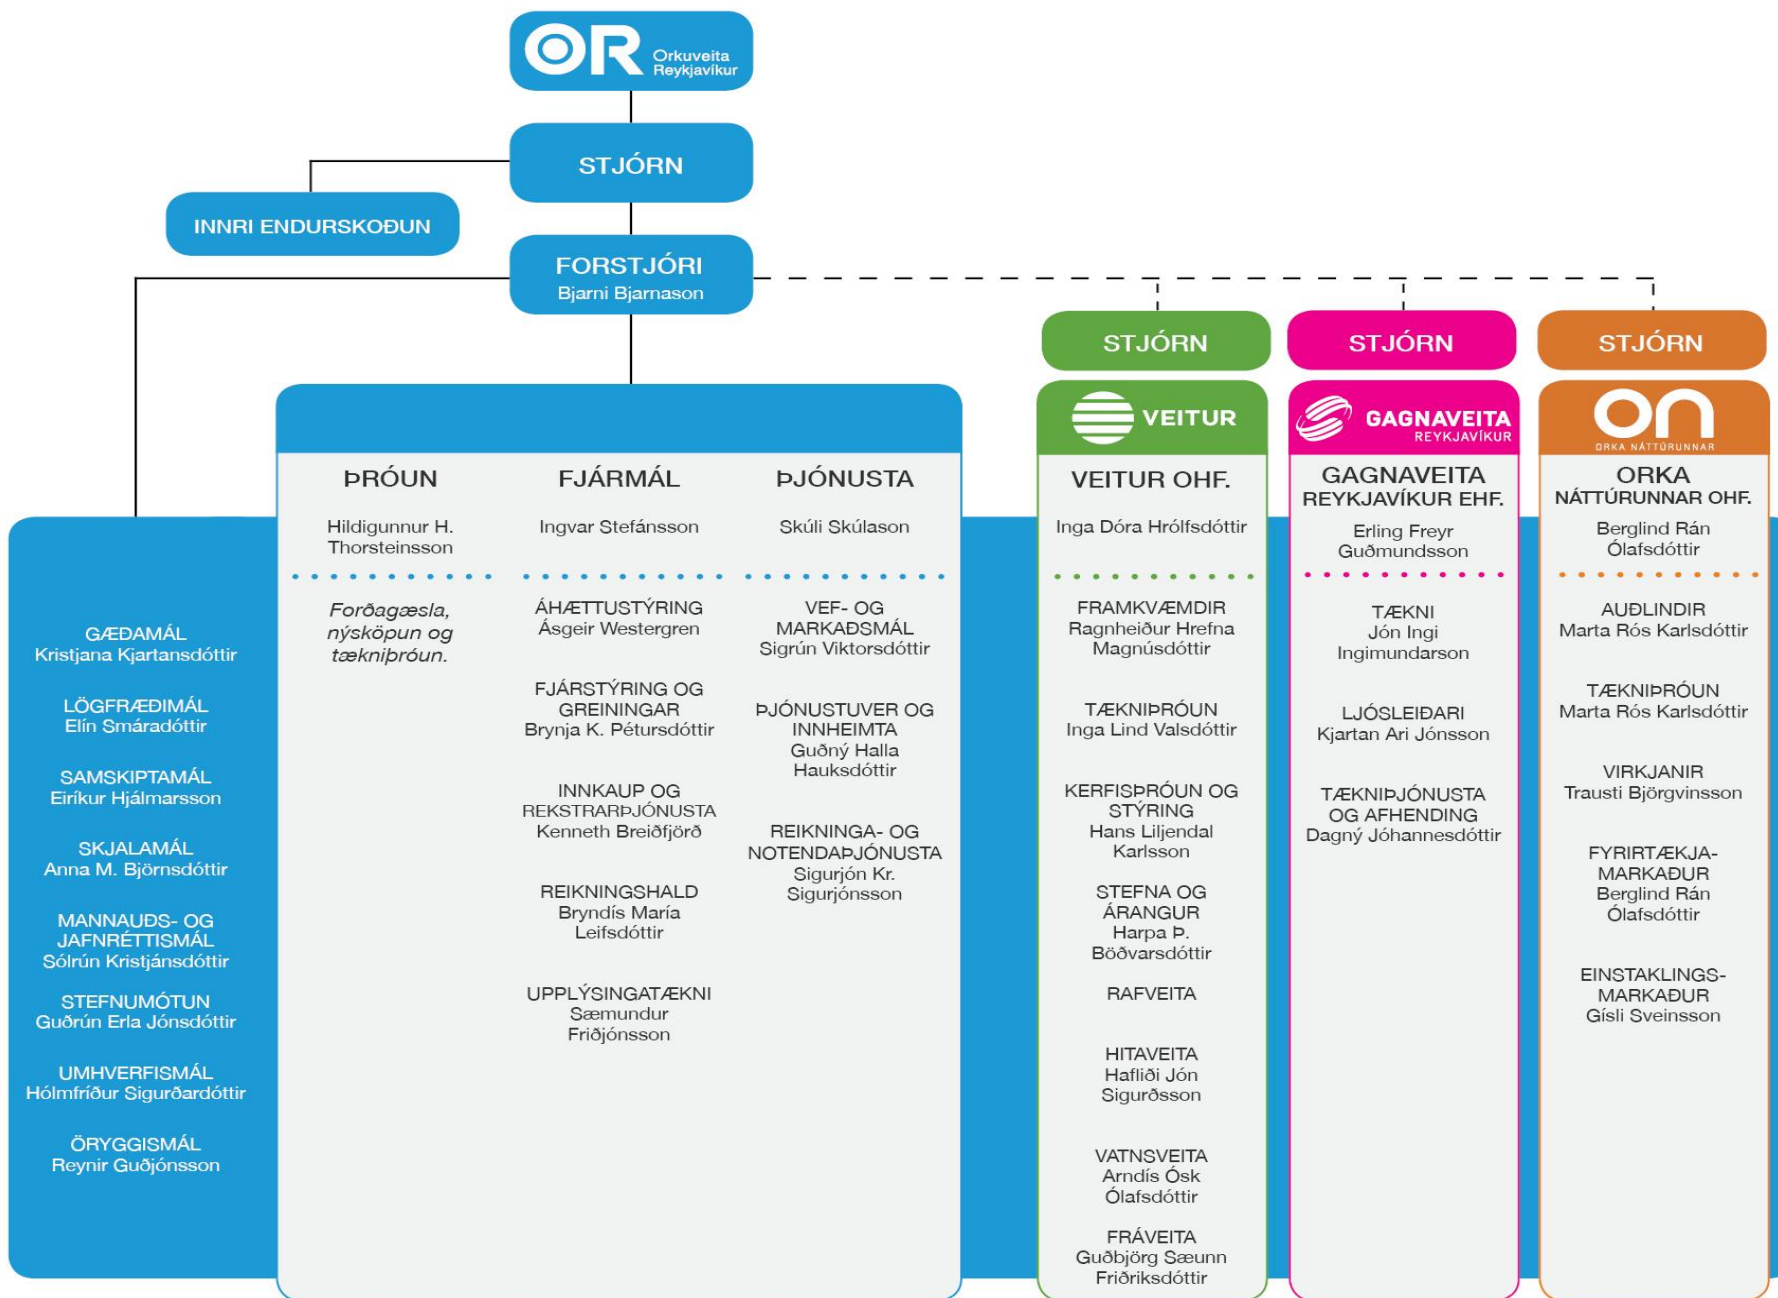 OR
Orkuveita
Reykjavíkur
STJÓRN
INNRI ENDURSKOÐUN
FORSTJÓRI
Bjarni Bjarnason
GÆÐAMÁL
Kristjana Kjartansdóttir
LÖGFRÆÐIMÁL
Elín Smáradóttir
SAMSKIPTAMÁL
Eiríkur Hjálmarsson
SKJALAMÁL
Anna M. Björnsdóttir
MANNAUÐS- OG
JAFNRÉTTISMÁL
Sólrún Kristjánsdóttir
STEFNUMÓTUN
Guðrún Erla Jónsdóttir
UMHVERFISMÁL
Hólmfríður Sigurðardóttir
ÖRYGGISMÁL
Reynir Guðjónsson
ÞRÓUN
Hildigunnur H.
Thorsteinsson
Forðagæsla,
nýsköpun og
tækniþróun.
FJÁRMÁL
Ingvar Stefánsson
ÁHÆTTUSTÝRING
Ásgeir Westergren
FJÁRSTÝRING OG
GREININGAR
Brynja K. Pétursdóttir
INNKAUP OG
REKSTRARÞJÓNUSTA
Kenneth Breiðfjörð
REIKNINGSHALD
Bryndís María
Leifsdóttir
UPPLÝSINGATÆKNI
Sæmundur
Friðjónsson
ÞJÓNUSTA
Skúli Skúlason
VEF- OG
MARKAÐSMÁL
Sigrún Viktorsdóttir
ÞJÓNUSTUVER OG
INNHEIMTA
Guðný Halla
Hauksdóttir
REIKNINGA- OG
NOTENDAÞJÓNUSTA
Sigurjón Kr.
Sigurjónsson
STJÓRN
VEITUR
VEITUR OHF.
Inga Dóra Hrólfsdóttir
FRAMKVÆMDIR
Ragnheiður Hrefna
Magnúsdóttir
TÆKNIÞRÓUN
Inga Lind Valsdóttir
KERFISÞRÓUN OG
STÝRING
Hans Liljendal
Karlsson
STEFNA OG
ÁRANGUR
Harpa Þ.
Böðvarsdóttir
RAFVEITA
HITAVEITA
Hafliði Jón
Sigurðsson
VATNSVEITA
Arndís Ósk
Ólafsdóttir
FRÁVEITA
Guðbjörg Sæunn
Friðriksdóttir
STJÓRN
GAGNAVEITA
REYKJAVÍKUR
GAGNAVEITA
REYKJAVÍKUR EHF.
Erling Freyr
Guðmundsson
TÆKNI
Jón Ingi
Ingimundarson
LJÓSLEIÐARI
Kjartan Ari Jónsson
TÆKNIÞJÓNUSTA
OG AFHENDING
Dagný Jóhannesdóttir
STJÓRN
on
ORKA NÁTTÚRUNNAR
ORKA
NÁTTÚRUNNAR OHF.
Berglind Rán
Ólafsdóttir
AUÐLINDIR
Marta Rós Karlsdóttir
TÆKNIÞRÓUN
Marta Rós Karlsdóttir
VIRKJANIR
Trausti Björgvinsson
FYRIRTÆKJA-
MARKAÐUR
Berglind Rán
Ólafsdóttir
EINSTAKLINGS-
MARKAÐUR
Gísli Sveinsson